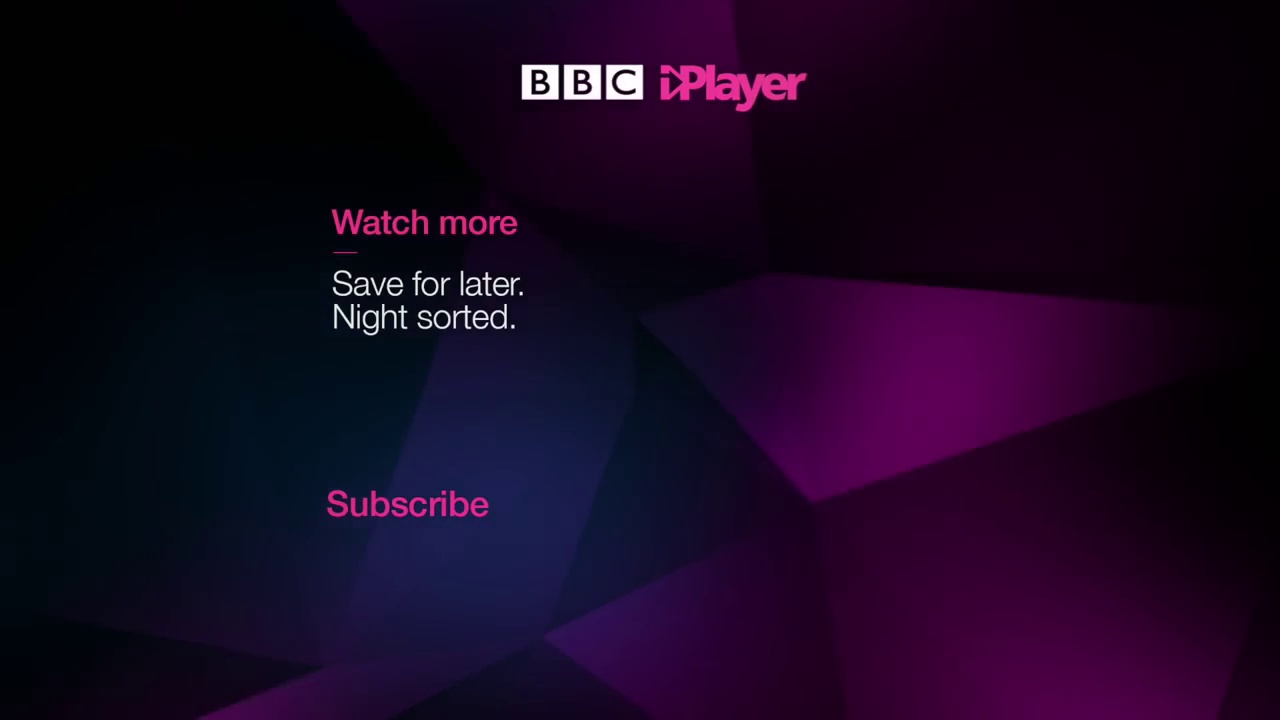 BBC iPlayer
Watch more
Save for later.
Night sorted.
Subscribe